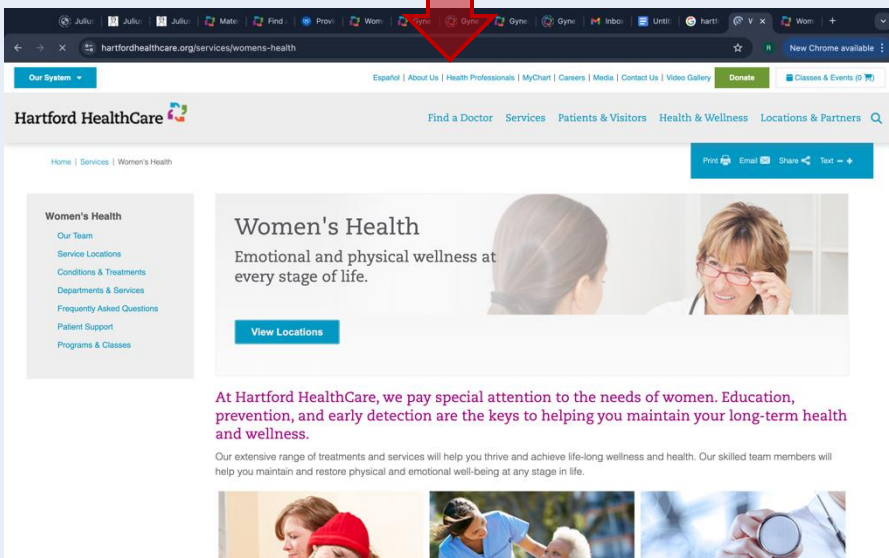 Julius
Juliu
Juliu
Mate
Find
Provi
Wom
Gyne
Gyne
Gyne
Gyne
Inbo
Untit
hartf
V
Wom
hartfordhealthcare.org/services/womens-health
R
New Chrome available
Our System
Español | About Us | Health Professionals | MyChart | Careers | Media | Contact Us | Video Gallery
Donate
Classes & Events (0
Hartford HealthCare
Find a Doctor Services Patients & Visitors Health & Wellness Locations & Partners
Home | Services | Women's Health
Print Email Share Text
Women's Health
Our Team
Service Locations
Conditions & Treatments
Departments & Services
Frequently Asked Questions
Patient Support
Programs & Classes
Women's Health
Emotional and physical wellness at
every stage of life.
View Locations
At Hartford HealthCare, we pay special attention to the needs of women. Education,
prevention, and early detection are the keys to helping you maintain your long-term health
and wellness.
Our extensive range of treatments and services will help you thrive and achieve life-long wellness and health. Our skilled team members will
help you maintain and restore physical and emotional well-being at any stage in life.